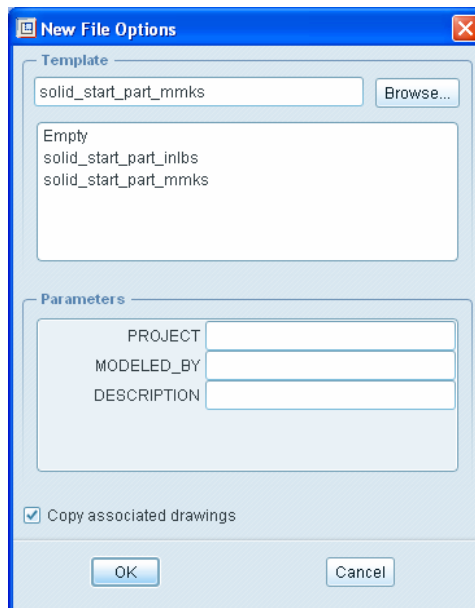 New File Options
Template
solid_start_part_mmks
Browse...
Empty
solid_start_part_inlbs
solid_start_part_mmks
Parameters
PROJECT
MODELED_BY
DESCRIPTION
Copy associated drawings
OK Cancel